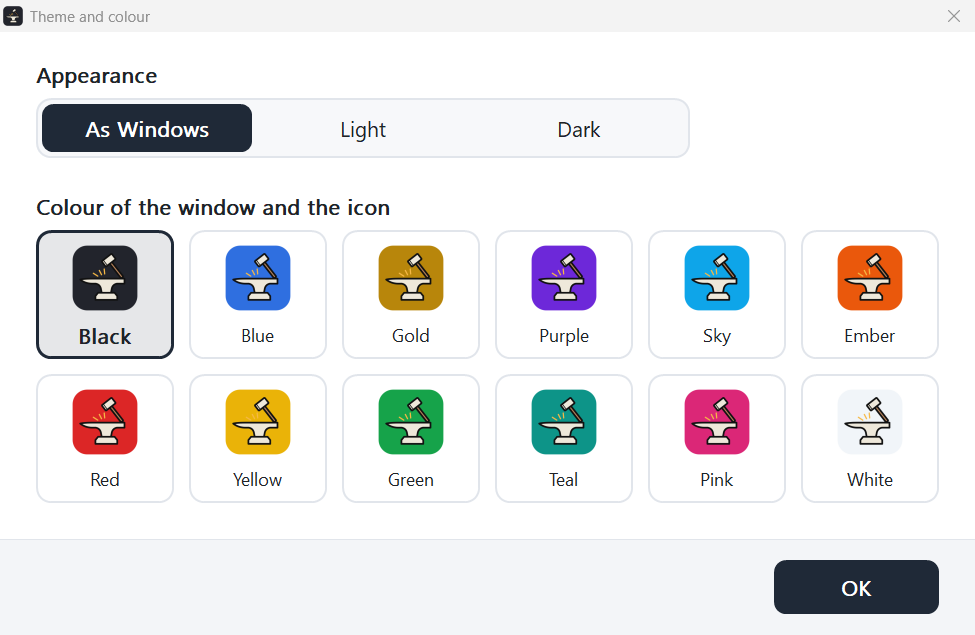 Theme and colour
Appearance
As Windows Light Dark
Colour of the window and the icon
Black Blue Gold Purple Sky Ember
Red Yellow Green Teal Pink White
OK